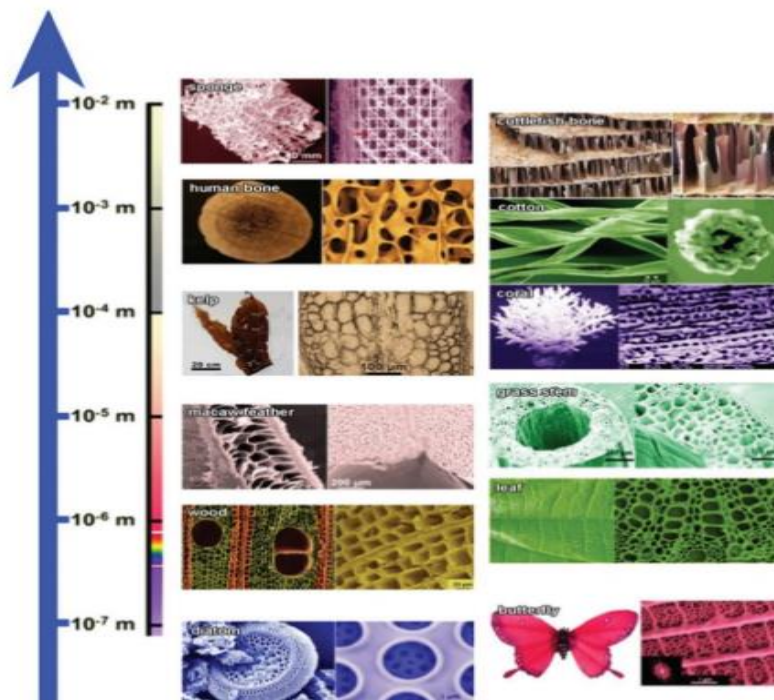 10⁻² m
10⁻³ m
10⁻⁴ m
10⁻⁵ m
10⁻⁶ m
10⁻⁷ m
sponge
human bone
kelp
20 cm
100 µm
macaw feather
200 µm
wood
diatom
cuttlefish bone
cotton
coral
grass stem
leaf
butterfly